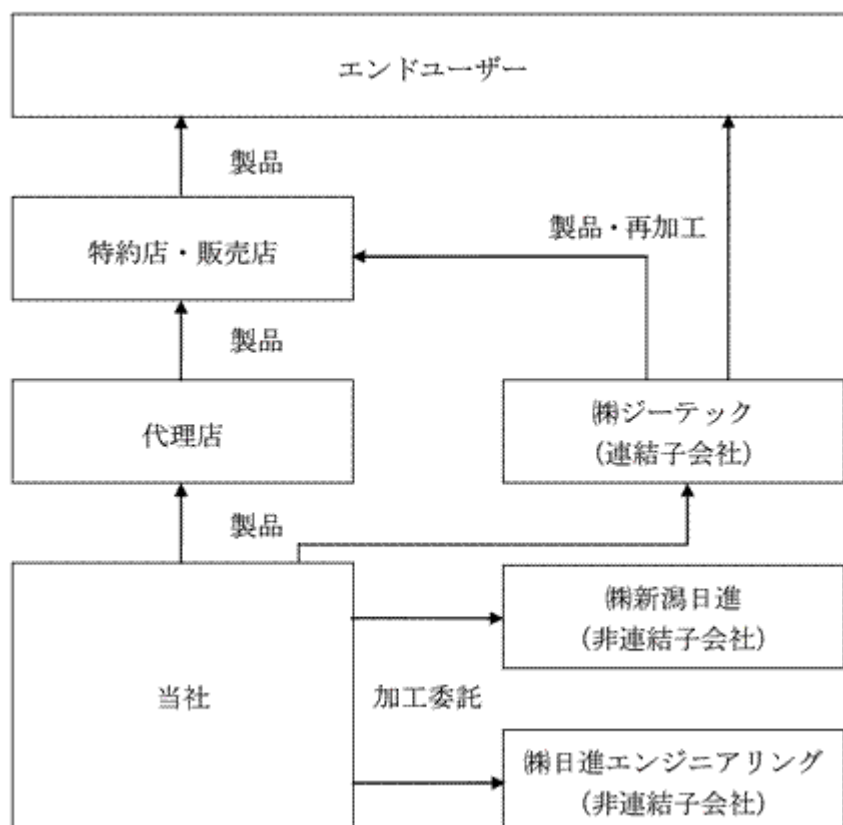 エンドユーザー
製品
特約店・販売店
製品・再加工
製品
代理店
㈱ジーテック
(連結子会社)
製品
当社
加工委託
㈱新潟日進
(非連結子会社)
㈱日進エンジニアリング
(非連結子会社)